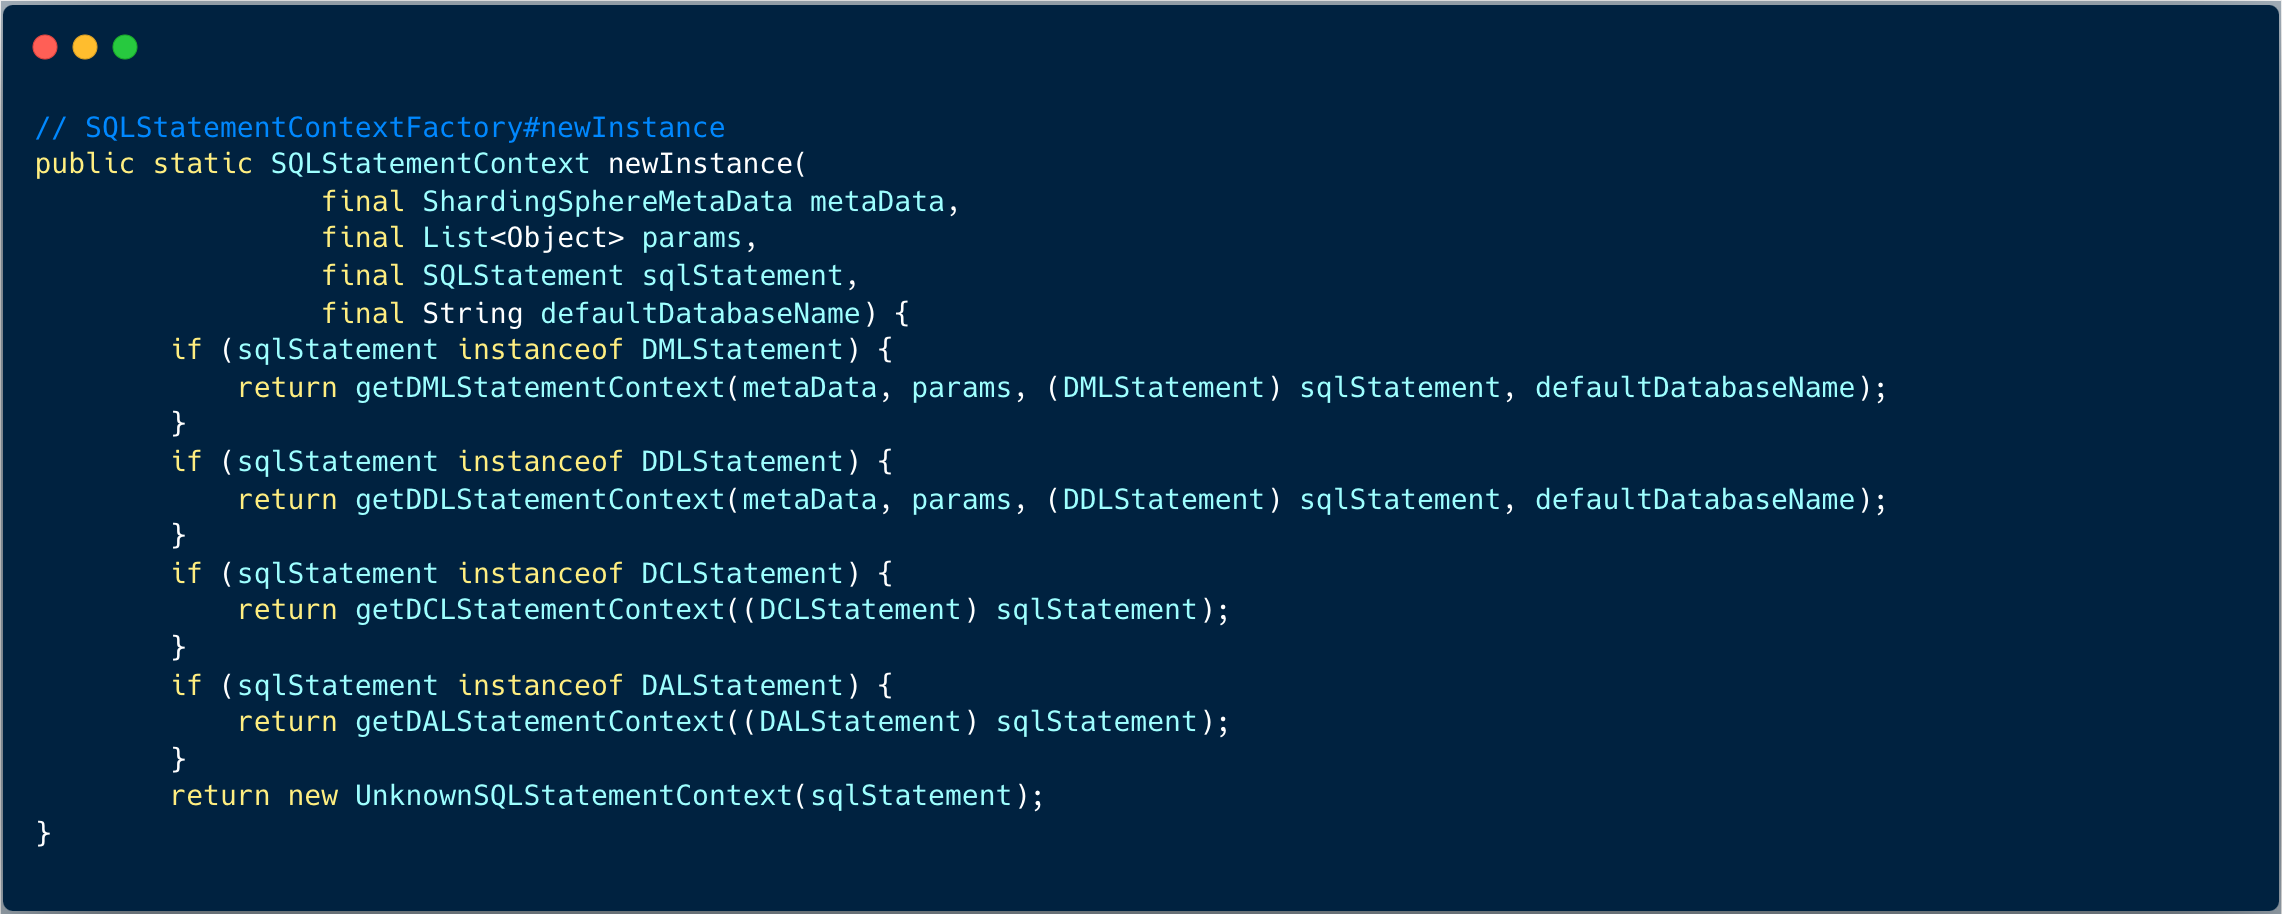 // SQLStatementContextFactory#newInstance
public static SQLStatementContext newInstance(
                 final ShardingSphereMetaData metaData,
                 final List<Object> params,
                 final SQLStatement sqlStatement,
                 final String defaultDatabaseName) {
        if (sqlStatement instanceof DMLStatement) {
            return getDMLStatementContext(metaData, params, (DMLStatement) sqlStatement, defaultDatabaseName);
        }
        if (sqlStatement instanceof DDLStatement) {
            return getDDLStatementContext(metaData, params, (DDLStatement) sqlStatement, defaultDatabaseName);
        }
        if (sqlStatement instanceof DCLStatement) {
            return getDCLStatementContext((DCLStatement) sqlStatement);
        }
        if (sqlStatement instanceof DALStatement) {
            return getDALStatementContext((DALStatement) sqlStatement);
        }
        return new UnknownSQLStatementContext(sqlStatement);
}